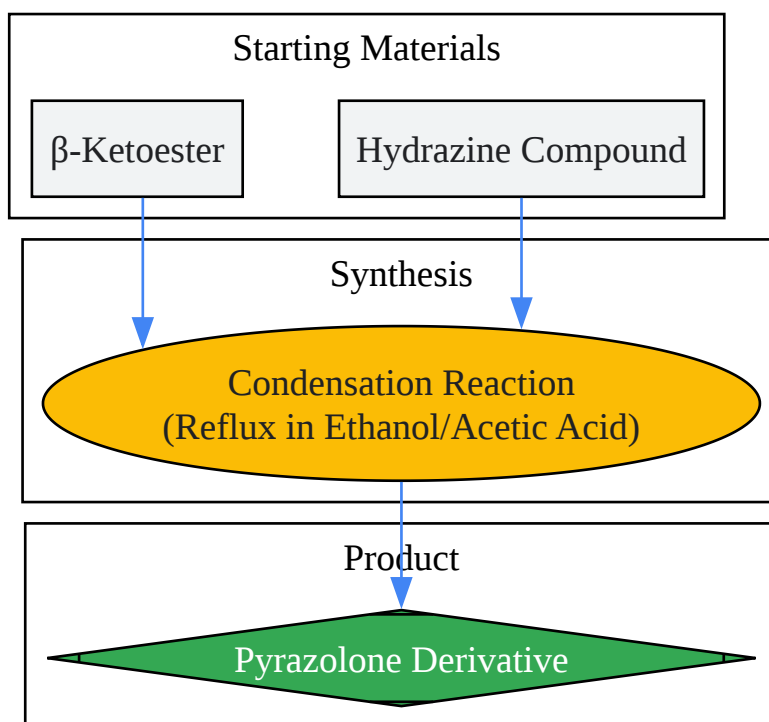 Starting Materials
β-Ketoester
Hydrazine Compound
Synthesis
Condensation Reaction
(Reflux in Ethanol/Acetic Acid)
Product
Pyrazolone Derivative